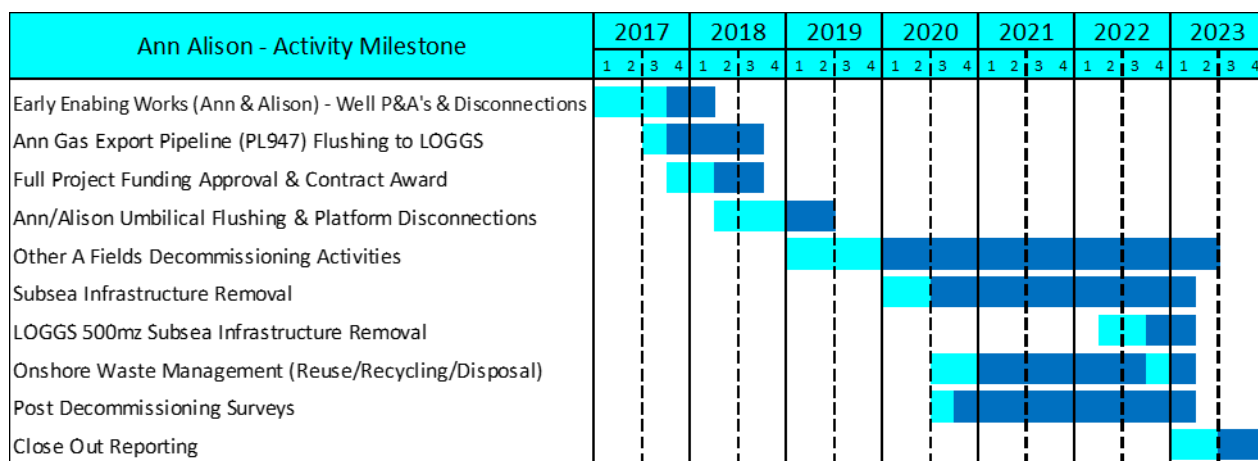 Ann Alison - Activity Milestone
2017 2018 2019 2020 2021 2022 2023
1 2 3 4 1 2 3 4 1 2 3 4 1 2 3 4 1 2 3 4 1 2 3 4 1 2 3 4
Early Enabing Works (Ann & Alison) - Well P&A's & Disconnections
Ann Gas Export Pipeline (PL947) Flushing to LOGGS
Full Project Funding Approval & Contract Award
Ann/Alison Umbilical Flushing & Platform Disconnections
Other A Fields Decommissioning Activities
Subsea Infrastructure Removal
LOGGS 500mz Subsea Infrastructure Removal
Onshore Waste Management (Reuse/Recycling/Disposal)
Post Decommissioning Surveys
Close Out Reporting